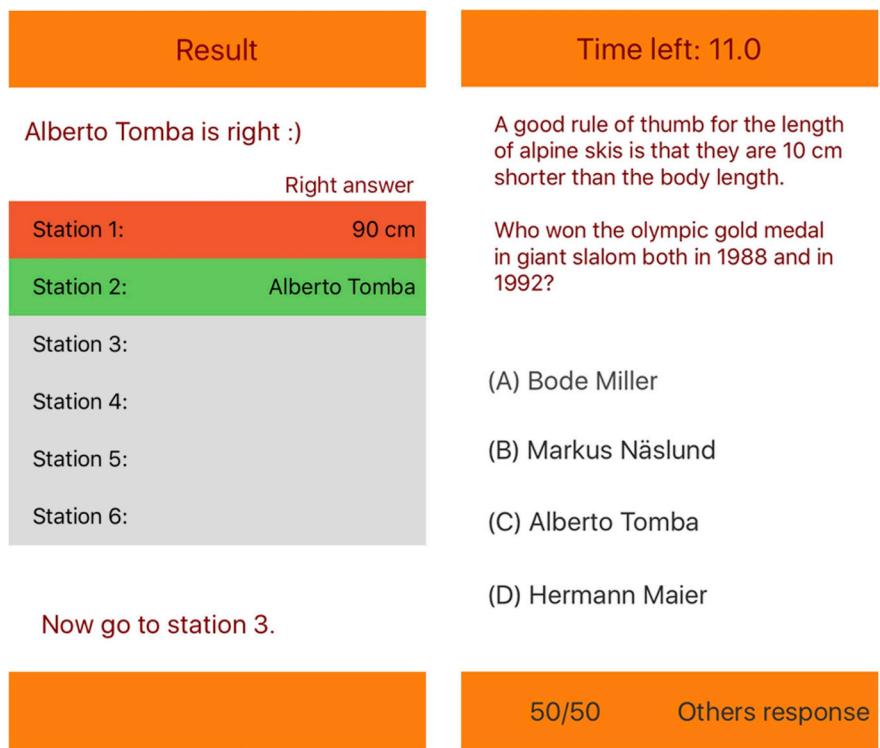 Result
Alberto Tomba is right :)
Right answer
Station 1: 90 cm
Station 2: Alberto Tomba
Station 3:
Station 4:
Station 5:
Station 6:
Now go to station 3.
Time left: 11.0
A good rule of thumb for the length
of alpine skis is that they are 10 cm
shorter than the body length.
Who won the olympic gold medal
in giant slalom both in 1988 and in
1992?
(A) Bode Miller
(B) Markus Näslund
(C) Alberto Tomba
(D) Hermann Maier
50/50 Others response